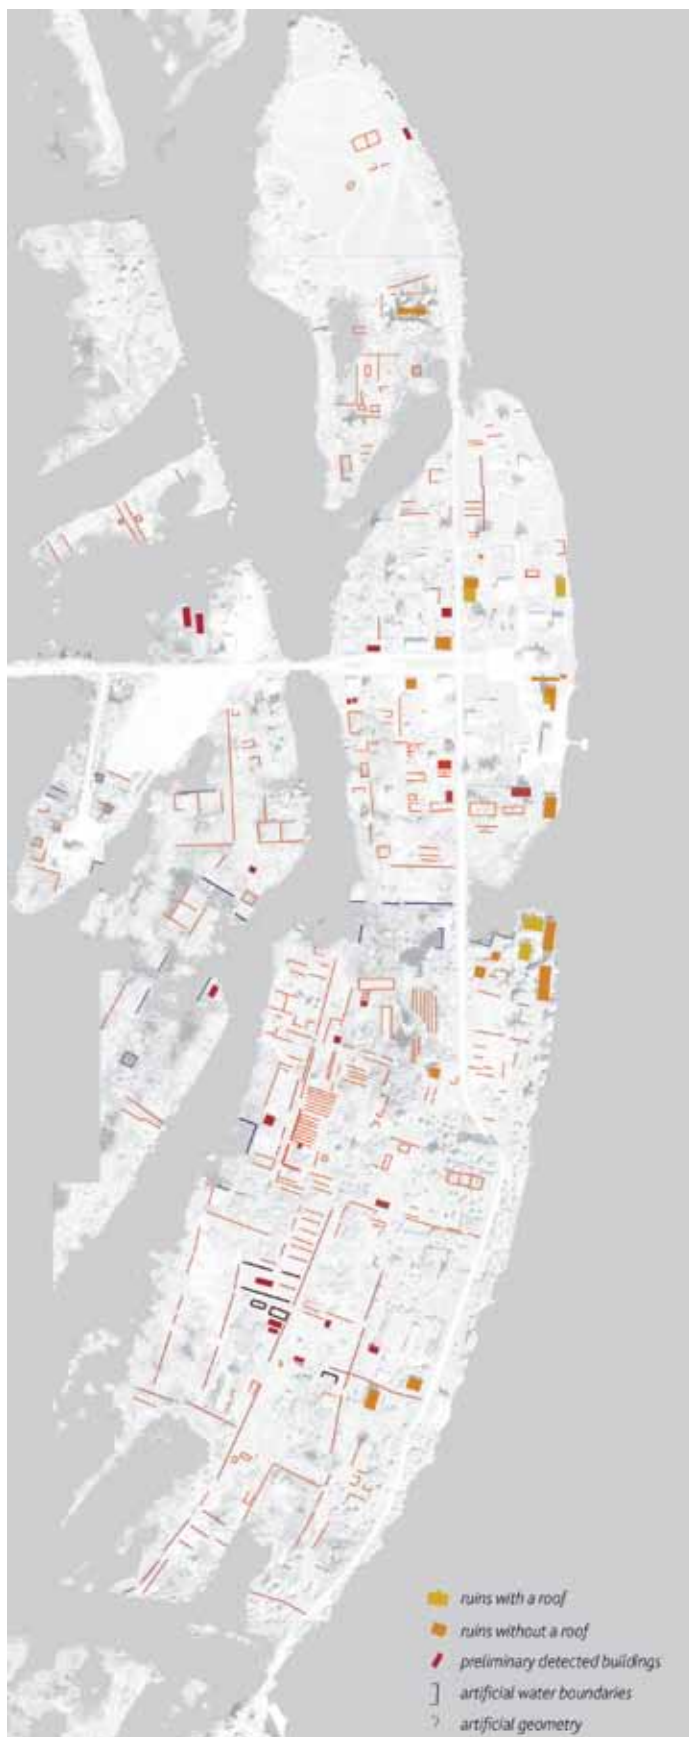 ruins with a roof
ruins without a roof
preliminary detected buildings
artificial water boundaries
artificial geometry